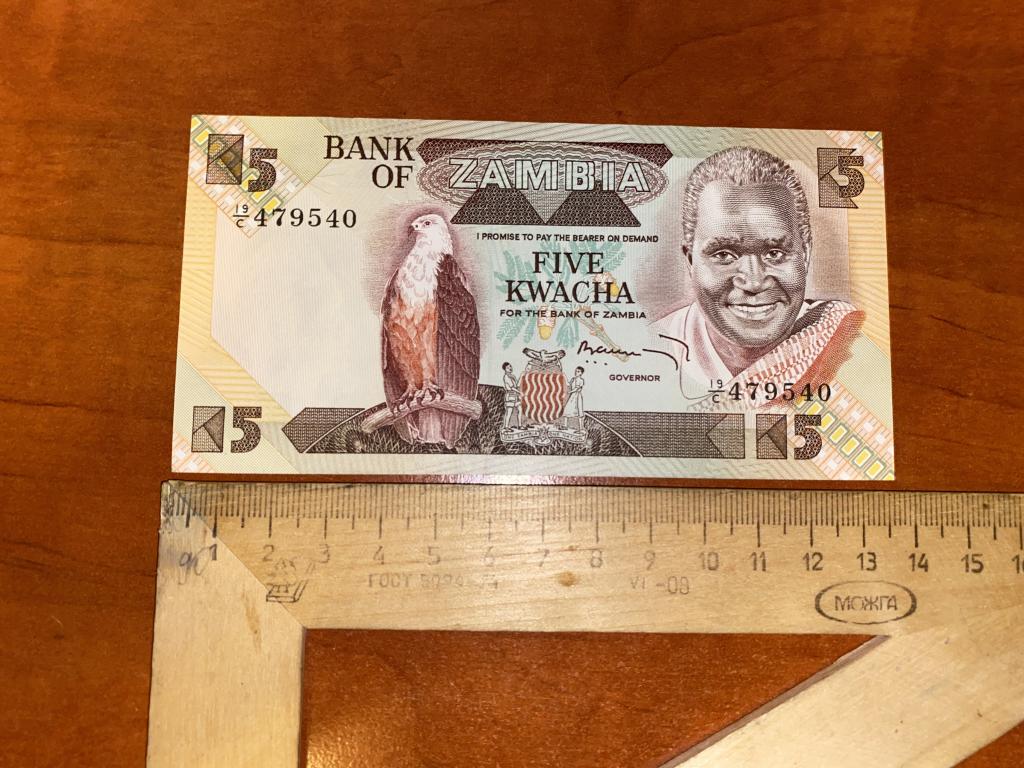 5
BANK
OF
ZAMBIA
5
19/C 479540
I PROMISE TO PAY THE BEARER ON DEMAND
FIVE
KWACHA
FOR THE BANK OF ZAMBIA
GOVERNOR
19/C 479540
5
5
1 2 3 4 5 6 7 8 9 10 11 12 13 14 15
ГОСТ
МОЖГА